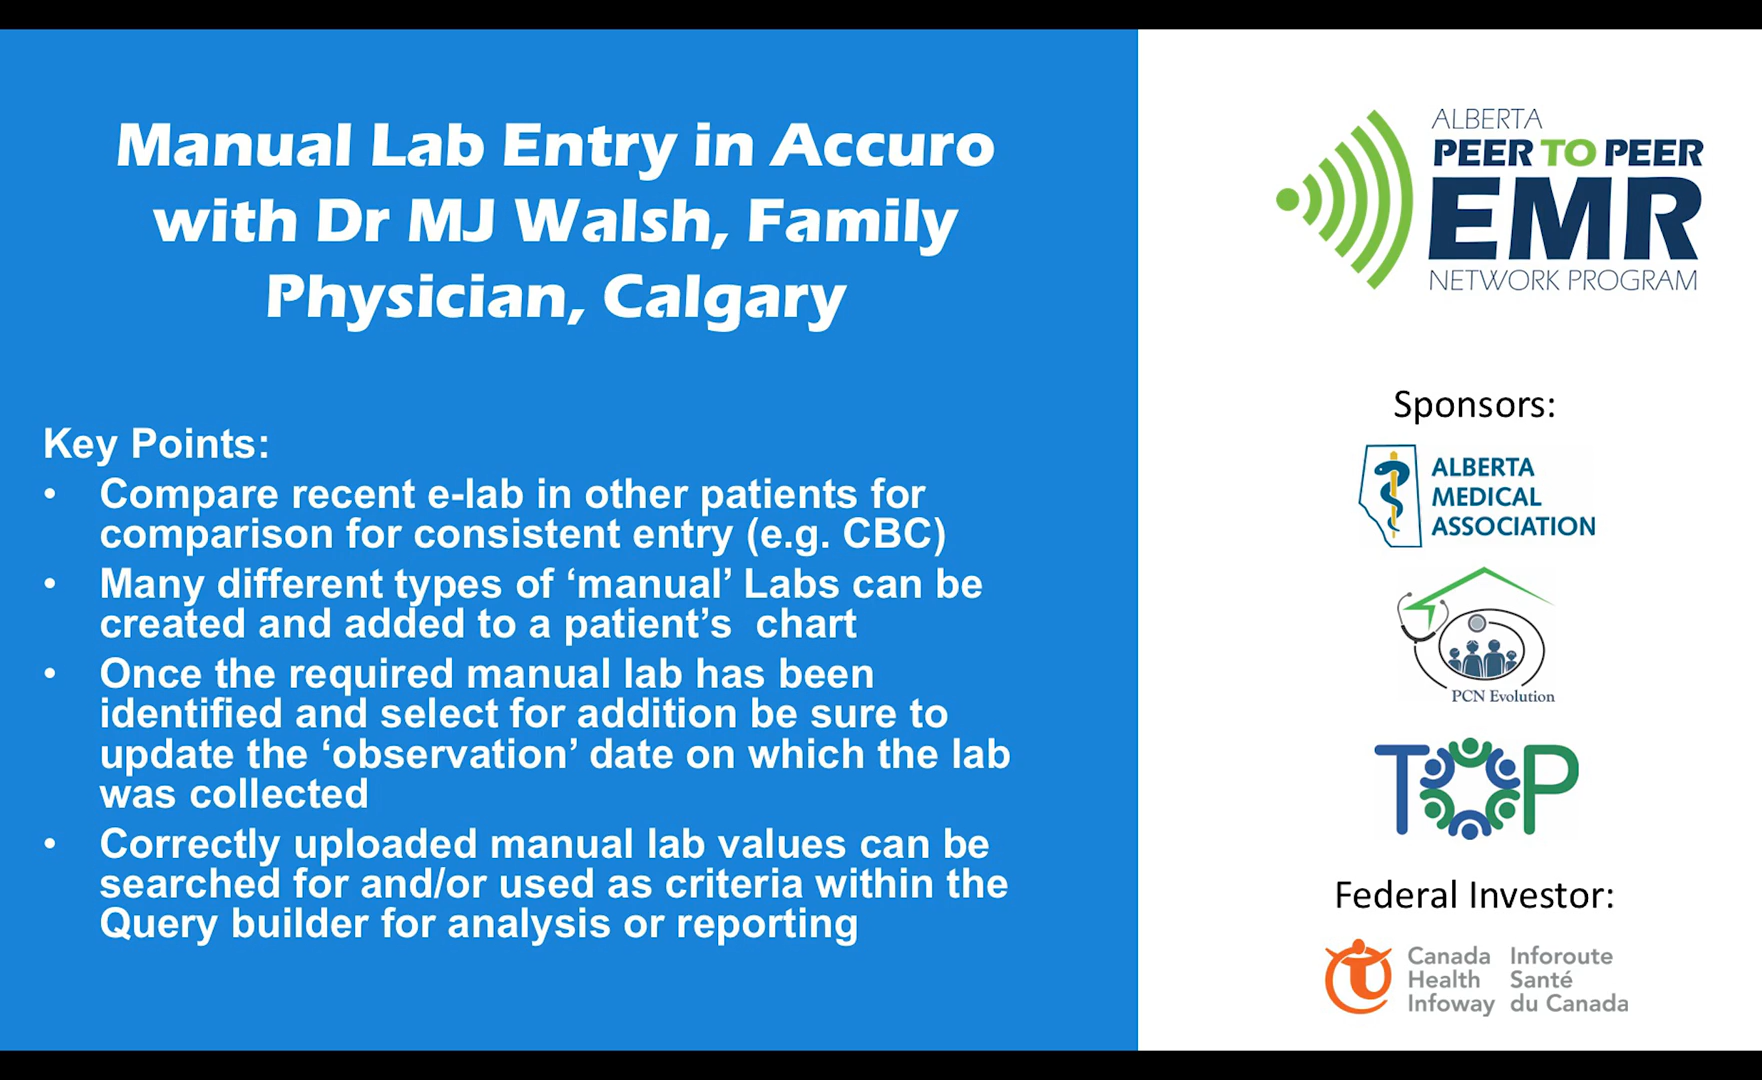 Manual Lab Entry in Accuro
with Dr MJ Walsh, Family
Physician, Calgary
Key Points:
• Compare recent e-lab in other patients for
comparison for consistent entry (e.g. CBC)
• Many different types of ‘manual’ Labs can be
created and added to a patient’s  chart
• Once the required manual lab has been
identified and select for addition be sure to
update the ‘observation’ date on which the lab
was collected
• Correctly uploaded manual lab values can be
searched for and/or used as criteria within the
Query builder for analysis or reporting
ALBERTA
PEER TO PEER
EMR
NETWORK PROGRAM
Sponsors:
ALBERTA
MEDICAL
ASSOCIATION
PCN Evolution
TOP
Federal Investor:
Canada Inforoute
Health Santé
Infoway du Canada